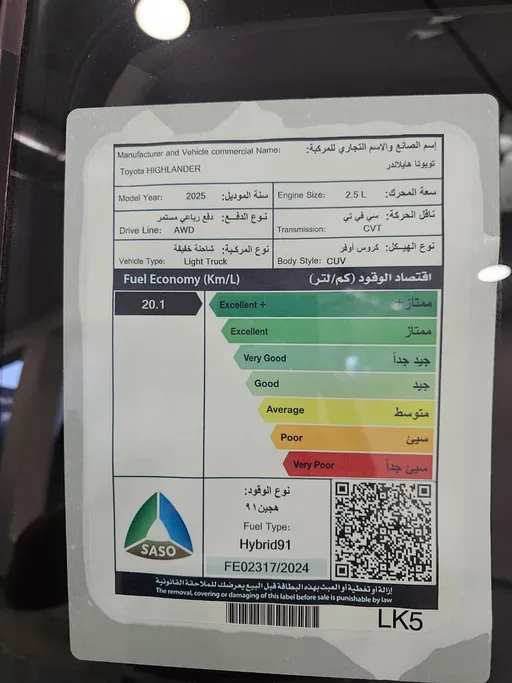 Manufacturer and Vehicle commercial Name: إسم الصانع والاسم التجاري للمركبة:
Toyota HIGHLANDER تويوتا هايلاندر
Model Year: 2025 سنة الموديل: Engine Size: 2.5 L سعة المحرك:
نوع الدفع: دفع رباعي مستمر
Drive Line: AWD
ناقل الحركة: سي في تي
Transmission: CVT
نوع المركبة: شاحنة خفيفة
Vehicle Type: Light Truck
نوع الهيكل: كروس أوفر
Body Style: CUV
Fuel Economy (Km/L) اقتصاد الوقود (كم/لتر)
20.1 Excellent + ممتاز+
Excellent ممتاز
Very Good جيد جداً
Good جيد
Average متوسط
Poor سيئ
Very Poor سيئ جداً
SASO
نوع الوقود:
هجين٩١
Fuel Type:
Hybrid91
FE02317/2024
إزالة أو تغطية أو العبث بهذه البطاقة قبل البيع يعرضك للملاحقة القانونية
The removal, covering or damaging of this label before sale is punishable by law
LK5